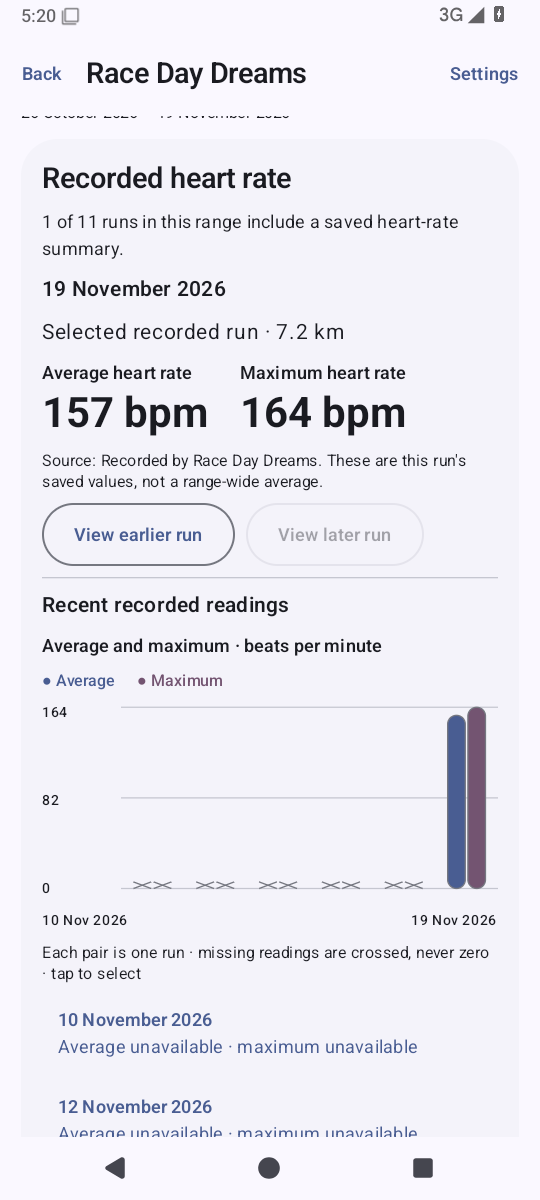 5:20
3G
Back
Race Day Dreams
Settings
Recorded heart rate
1 of 11 runs in this range include a saved heart-rate
summary.
19 November 2026
Selected recorded run · 7.2 km
Average heart rate
Maximum heart rate
157 bpm
164 bpm
Source: Recorded by Race Day Dreams. These are this run's
saved values, not a range-wide average.
View earlier run
View later run
Recent recorded readings
Average and maximum · beats per minute
• Average
• Maximum
164
82
0
10 Nov 2026
19 Nov 2026
Each pair is one run · missing readings are crossed, never zero
· tap to select
10 November 2026
Average unavailable · maximum unavailable
12 November 2026
Average unavailable · maximum unavailable